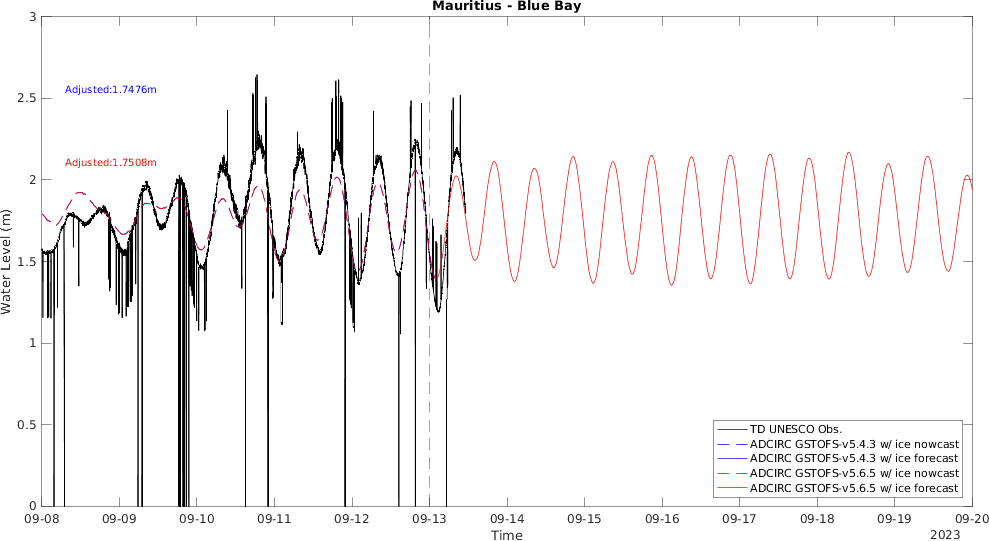 Mauritius - Blue Bay
3
2.5
2
1.5
1
0.5
0
Water Level (m)
Adjusted:1.7476m
Adjusted:1.7508m
TD UNESCO Obs.
ADCIRC GSTOFS-v5.4.3 w/ ice nowcast
ADCIRC GSTOFS-v5.4.3 w/ ice forecast
ADCIRC GSTOFS-v5.6.5 w/ ice nowcast
ADCIRC GSTOFS-v5.6.5 w/ ice forecast
09-08 09-09 09-10 09-11 09-12 09-13 09-14 09-15 09-16 09-17 09-18 09-19 09-20
Time
2023